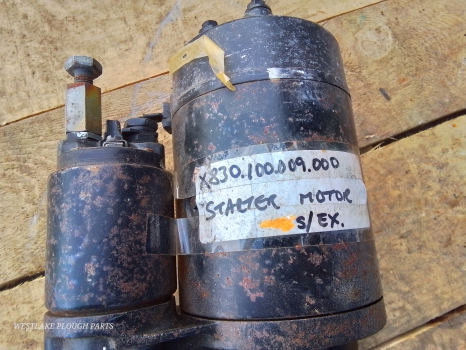 X830.100.009.000
STARTER MOTOR
S/EX.
WESTLAKE PLOUGH PARTS